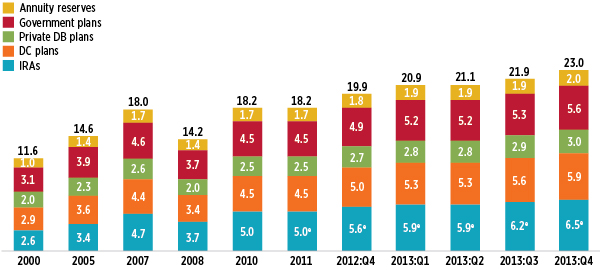 Annuity reserves
Government plans
Private DB plans
DC plans
IRAs
11.6 14.6 18.0 14.2 18.2 18.2 19.9 20.9 21.1 21.9 23.0
1.0 1.4 1.7 1.4 1.7 1.7 1.8 1.9 1.9 1.9 2.0
3.1 3.9 4.6 3.7 4.5 4.5 4.9 5.2 5.2 5.3 5.6
2.0 2.3 2.6 2.0 2.5 2.5 2.7 2.8 2.8 2.9 3.0
2.9 3.6 4.4 3.4 4.5 4.5 5.0 5.3 5.3 5.6 5.9
2.6 3.4 4.7 3.7 5.0 5.0ᵉ 5.6ᵉ 5.9ᵉ 5.9ᵉ 6.2ᵉ 6.5ᵉ
2000 2005 2007 2008 2010 2011 2012:Q4 2013:Q1 2013:Q2 2013:Q3 2013:Q4